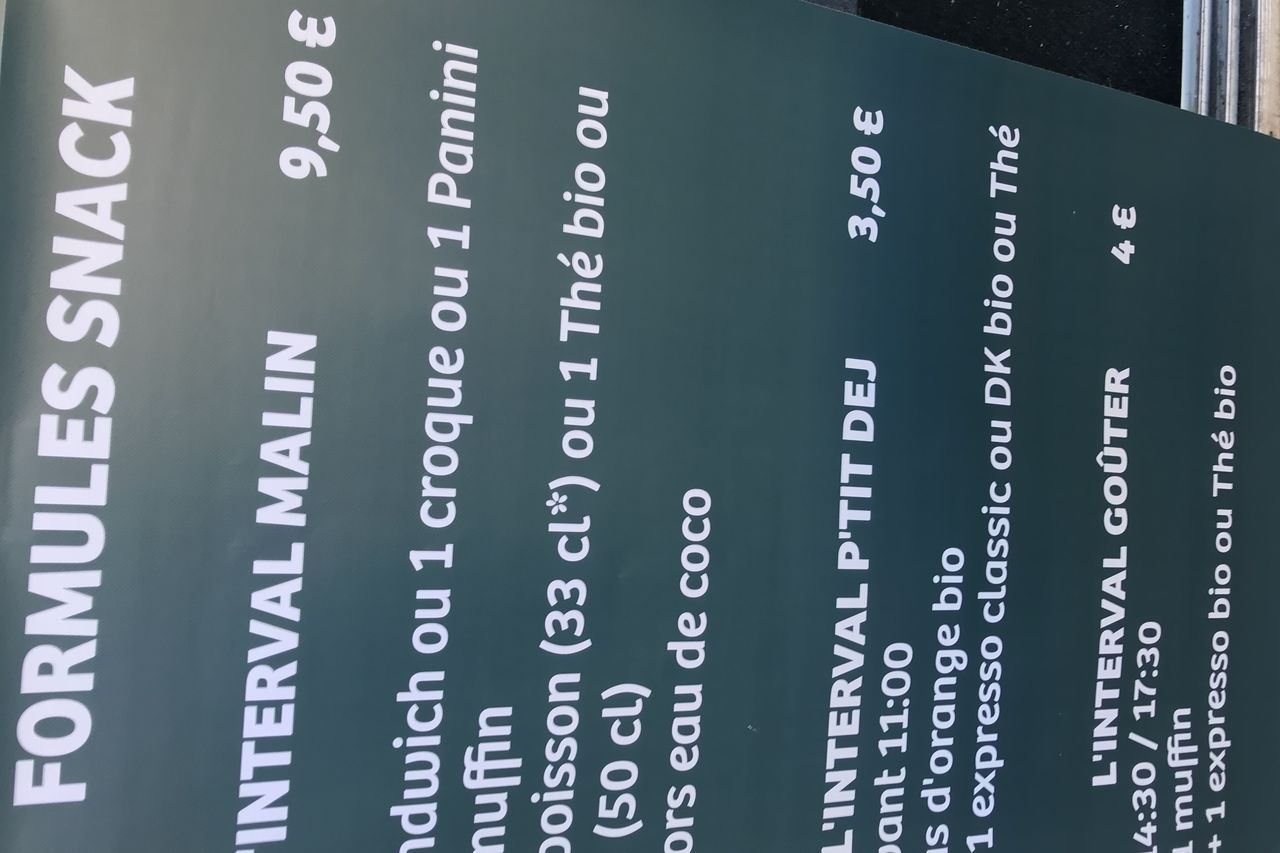 FORMULES SNACK
'INTERVAL MALIN 9,50 €
ndwich ou 1 croque ou 1 Panini
muffin
boisson (33 cl*) ou 1 Thé bio ou
(50 cl)
ors eau de coco
L'INTERVAL P'TIT DEJ 3,50 €
pant 11:00
us d'orange bio
1 expresso classic ou DK bio ou Thé
L'INTERVAL GOÛTER 4 €
14:30 / 17:30
1 muffin
+ 1 expresso bio ou Thé bio